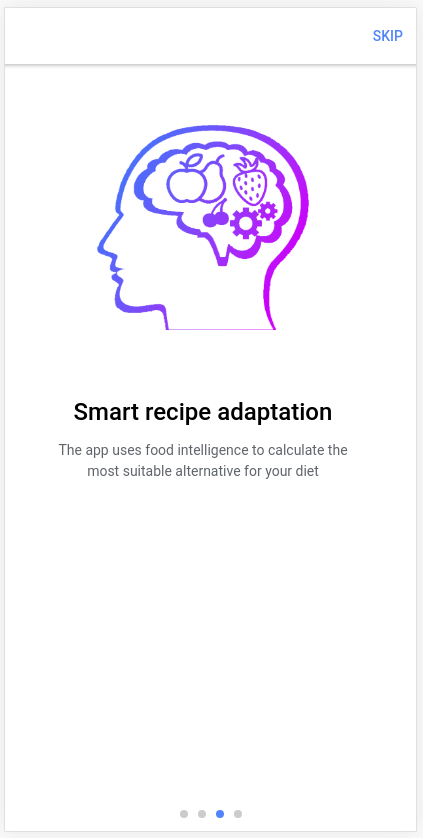 SKIP
Smart recipe adaptation
The app uses food intelligence to calculate the
most suitable alternative for your diet